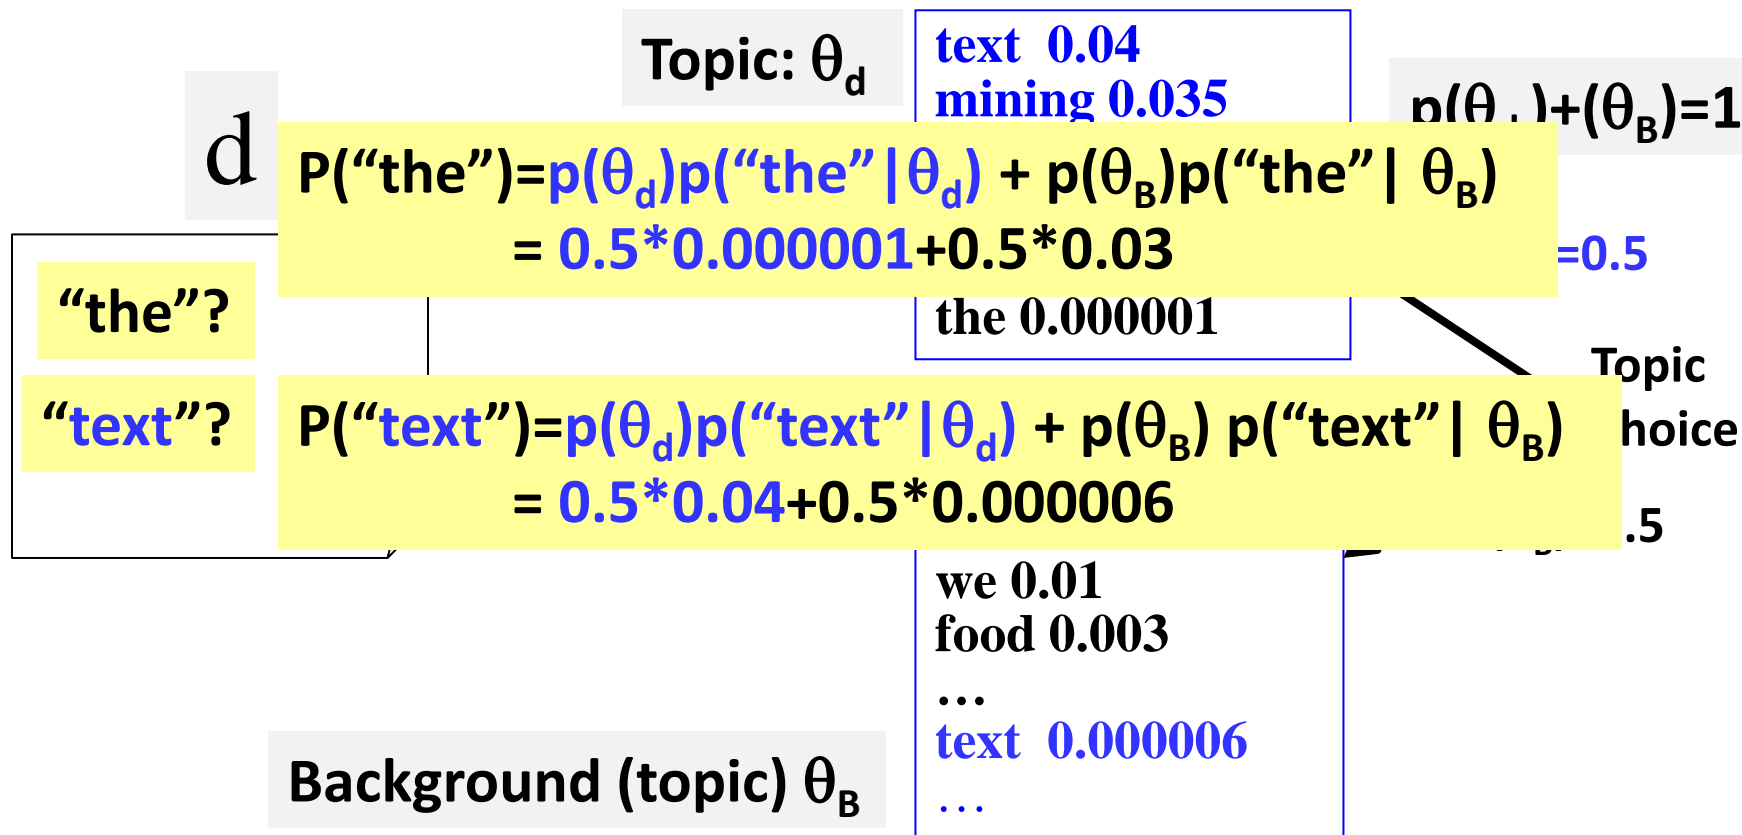 Topic: θd
text 0.04
mining 0.035
p(θd)+(θB)=1
d
P(“the”)=p(θd)p(“the”|θd) + p(θB)p(“the”| θB)
= 0.5*0.000001+0.5*0.03
=0.5
“the”?
the 0.000001
Topic
hoice
“text”?
P(“text”)=p(θd)p(“text”|θd) + p(θB) p(“text”| θB)
= 0.5*0.04+0.5*0.000006
.5
we 0.01
food 0.003
…
text 0.000006
…
Background (topic) θB